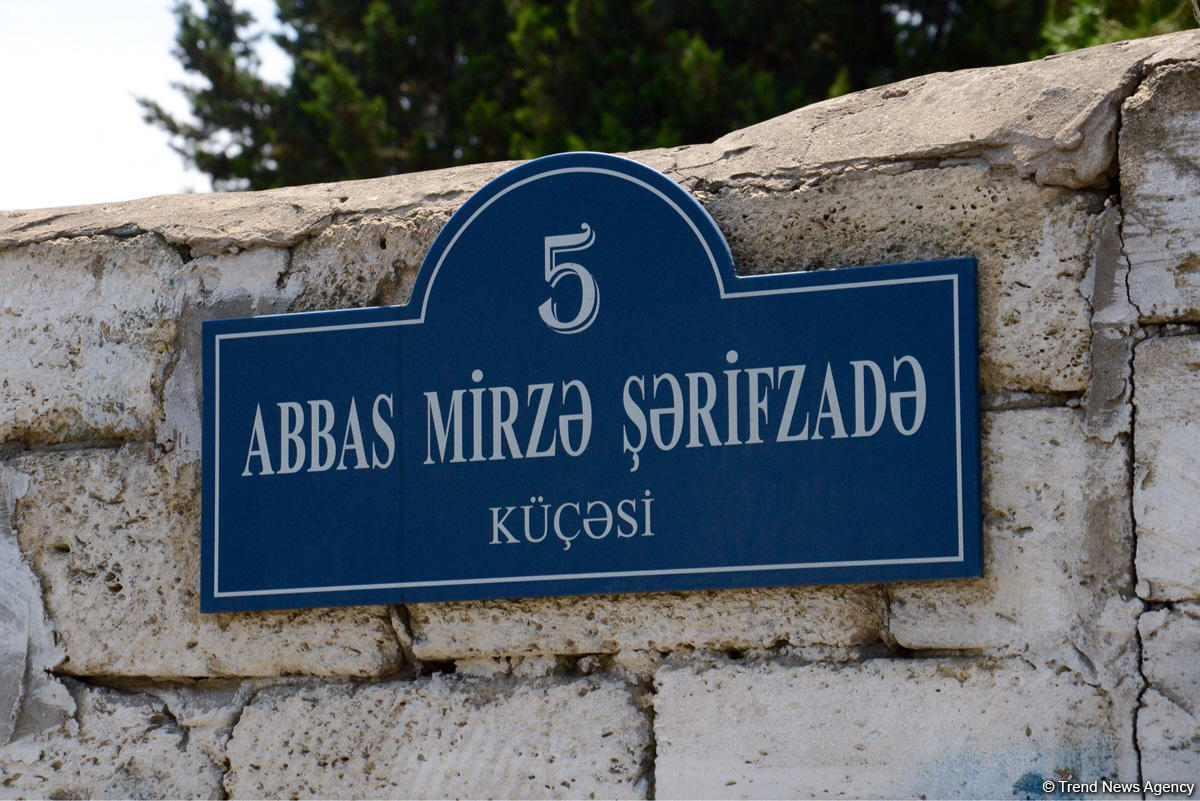 5
ABBAS MİRZƏ ŞƏRİFZADƏ
KÜÇƏSİ
© Trend News Agency